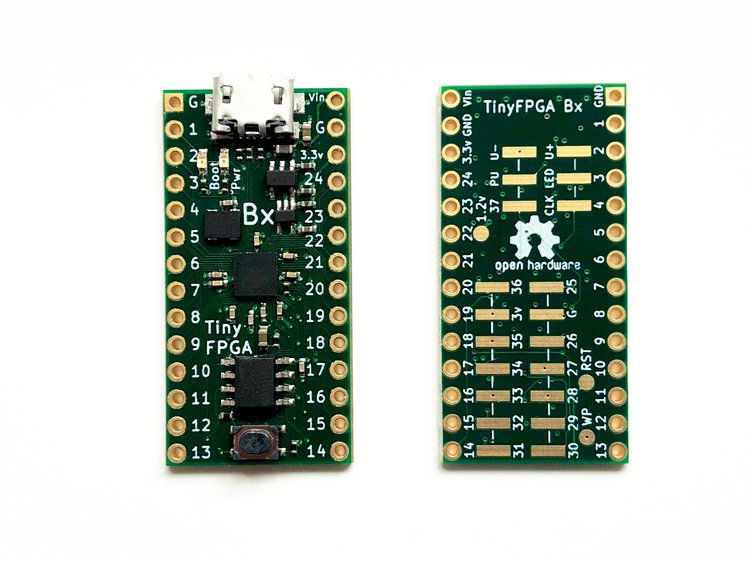 G Vin
1 G
2 3.3v
Boot Pwr
3 24
4 Bx 23
5 22
6 21
7 20
8 19
Tiny
FPGA
9 18
10 17
11 16
12 15
13 14
Vin TinyFPGA Bx GND
GND 1
3.3v U- U+ 2
24 PU LED 3
23 37 CLK 4
1.2v
22 5
open hardware
21 6
20 36 25 7
19 3v G 8
18 35 26 9
RST
17 34 27 10
16 33 28 11
WP
15 32 29 12
14 31 30 13